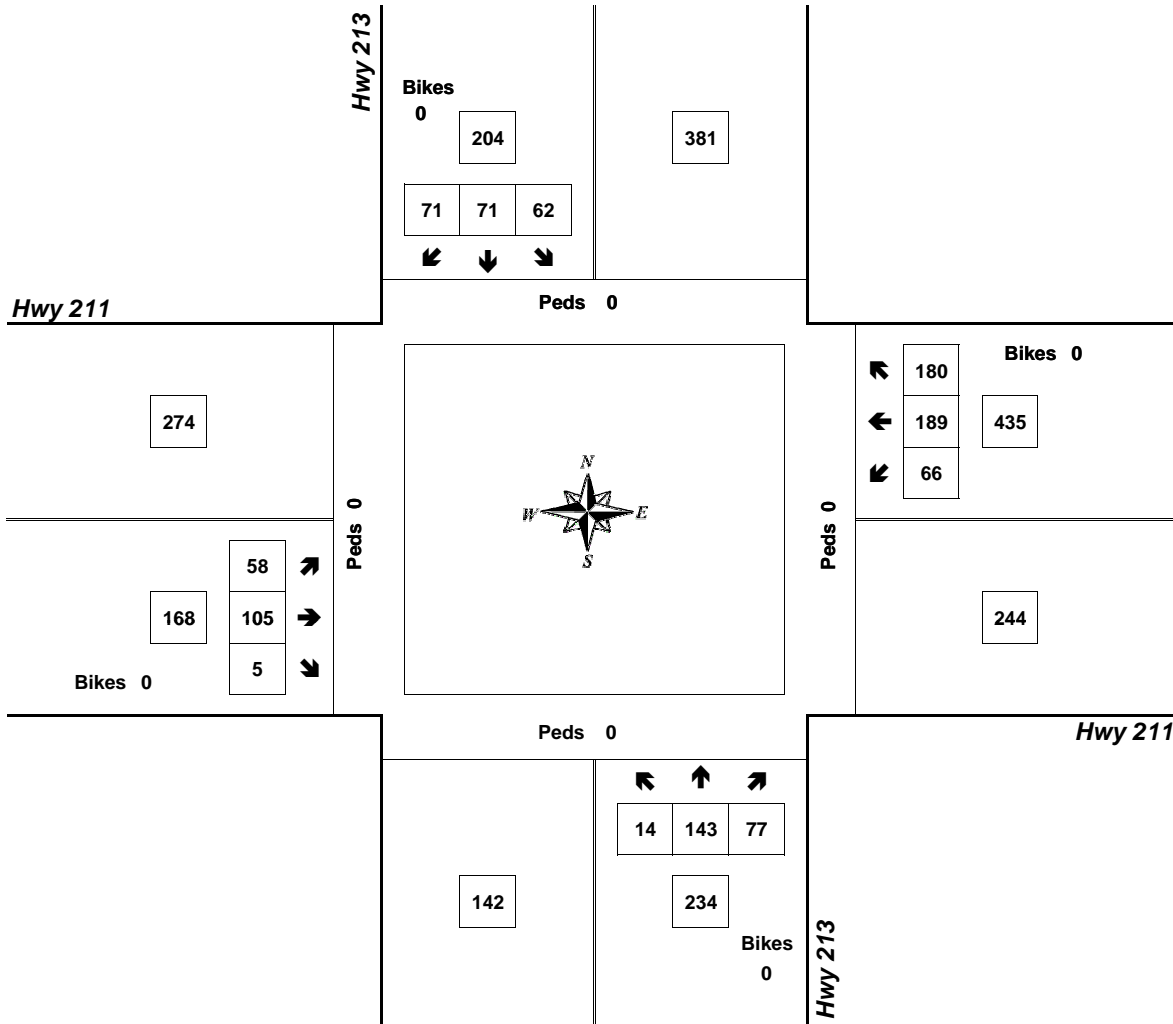 Hwy 213
Bikes
0
204
381
71 71 62
Peds 0
Hwy 211
Bikes 0
180
274
189 435
66
N
W E
S
Peds 0
Peds 0
58
168 105
5
244
Bikes 0
Peds 0
Hwy 211
14 143 77
142
234
Bikes
0
Hwy 213